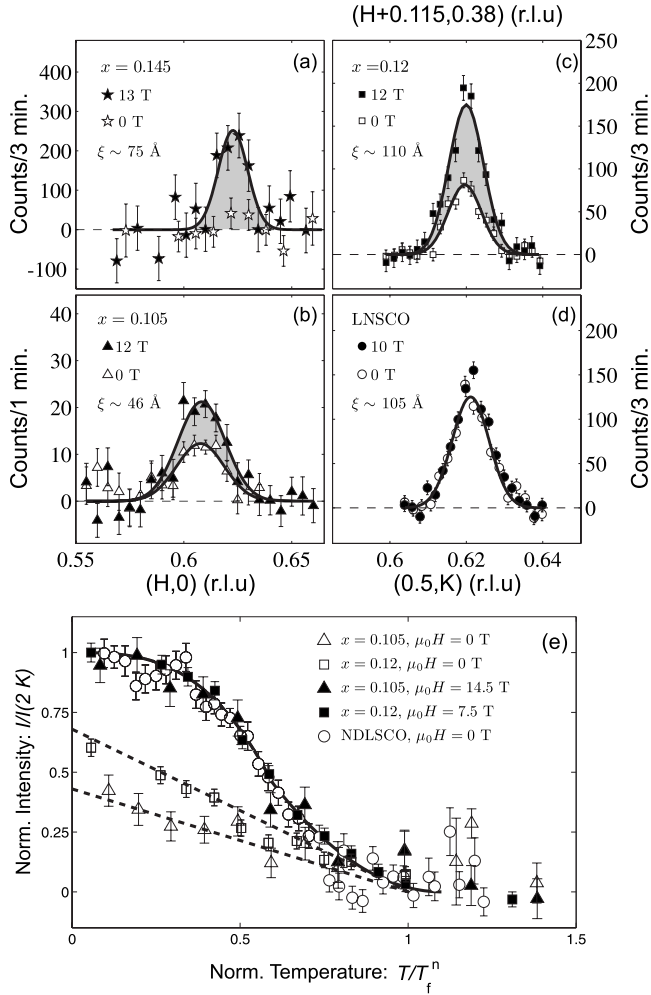 (H+0.115,0.38) (r.l.u)
(a)
x = 0.145
13 T
0 T
ξ ∼ 75 Å
Counts/3 min.
400
300
200
100
0
-100
(c)
x =0.12
12 T
0 T
ξ ∼ 110 Å
250
200
150
100
50
0
Counts/3 min.
(b)
x = 0.105
12 T
0 T
ξ ∼ 46 Å
Counts/1 min.
40
30
20
10
0
0.55
0.6
0.65
(H,0) (r.l.u)
(d)
LNSCO
10 T
0 T
ξ ∼ 105 Å
200
150
100
50
0
Counts/3 min.
0.6
0.62
0.64
(0.5,K) (r.l.u)
(e)
x = 0.105, μ₀H = 0 T
x = 0.12, μ₀H = 0 T
x = 0.105, μ₀H = 14.5 T
x = 0.12, μ₀H = 7.5 T
NDLSCO, μ₀H = 0 T
Norm. Intensity: I/I(2 K)
1
0.75
0.5
0.25
0
0
0.5
1
1.5
Norm. Temperature: T/T_f^n